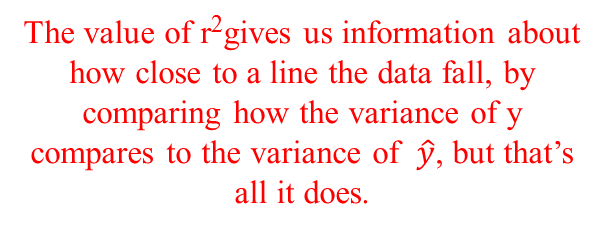 The value of r²gives us information about
how close to a line the data fall, by
comparing how the variance of y
compares to the variance of ŷ, but that's
all it does.